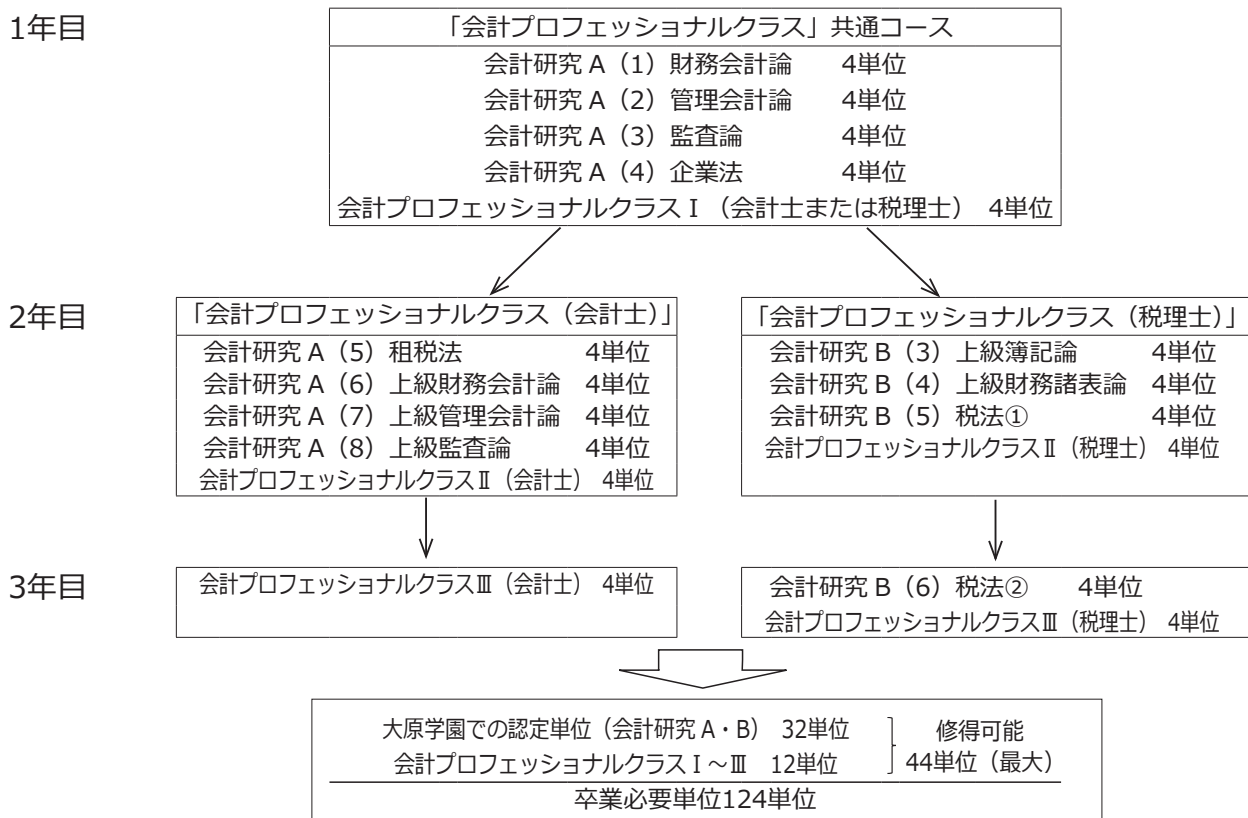 1年目
「会計プロフェッショナルクラス」共通コース
会計研究 A（1）財務会計論 4単位
会計研究 A（2）管理会計論 4単位
会計研究 A（3）監査論 4単位
会計研究 A（4）企業法 4単位
会計プロフェッショナルクラスⅠ（会計士または税理士） 4単位
2年目
「会計プロフェッショナルクラス（会計士）」
会計研究 A（5）租税法 4単位
会計研究 A（6）上級財務会計論 4単位
会計研究 A（7）上級管理会計論 4単位
会計研究 A（8）上級監査論 4単位
会計プロフェッショナルクラスⅡ（会計士） 4単位
「会計プロフェッショナルクラス（税理士）」
会計研究 B（3）上級簿記論 4単位
会計研究 B（4）上級財務諸表論 4単位
会計研究 B（5）税法① 4単位
会計プロフェッショナルクラスⅡ（税理士） 4単位
3年目
会計プロフェッショナルクラスⅢ（会計士） 4単位
会計研究 B（6）税法② 4単位
会計プロフェッショナルクラスⅢ（税理士） 4単位
大原学園での認定単位（会計研究 A・B） 32単位
会計プロフェッショナルクラスⅠ～Ⅲ 12単位
修得可能
44単位（最大）
卒業必要単位124単位